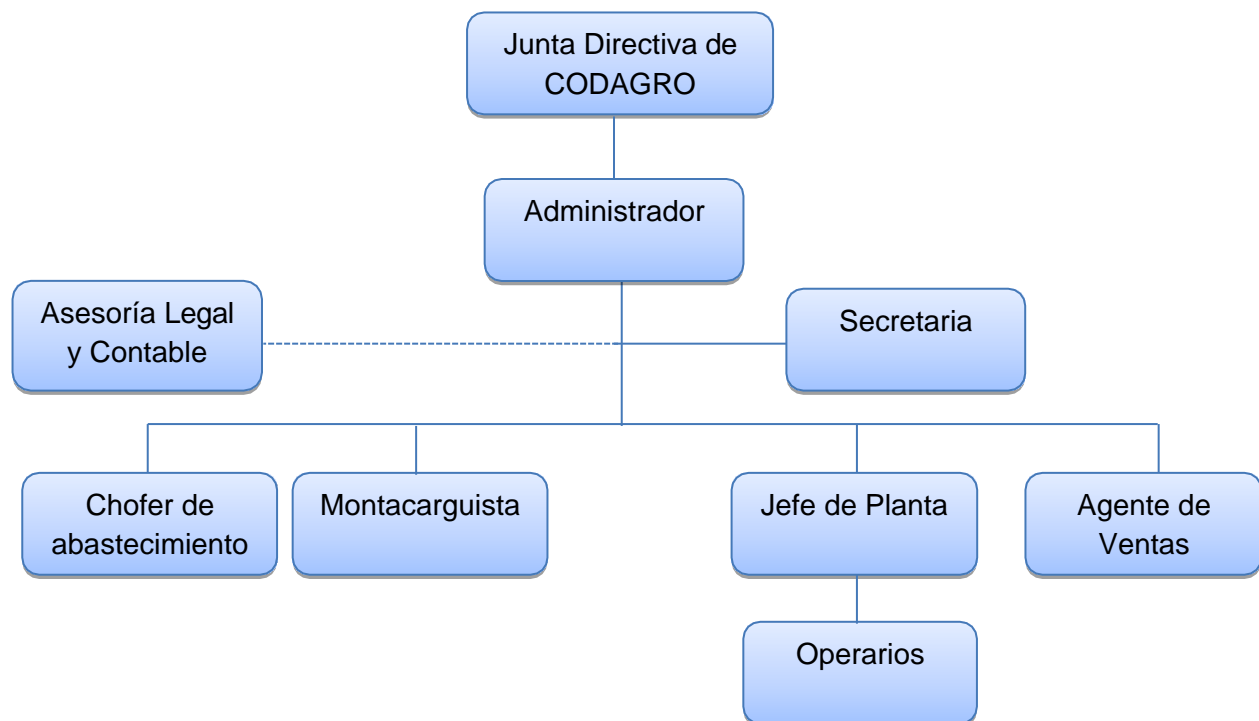 Junta Directiva de
CODAGRO
Administrador
Asesoría Legal
y Contable
Secretaria
Chofer de
abastecimiento
Montacarguista
Jefe de Planta
Agente de
Ventas
Operarios